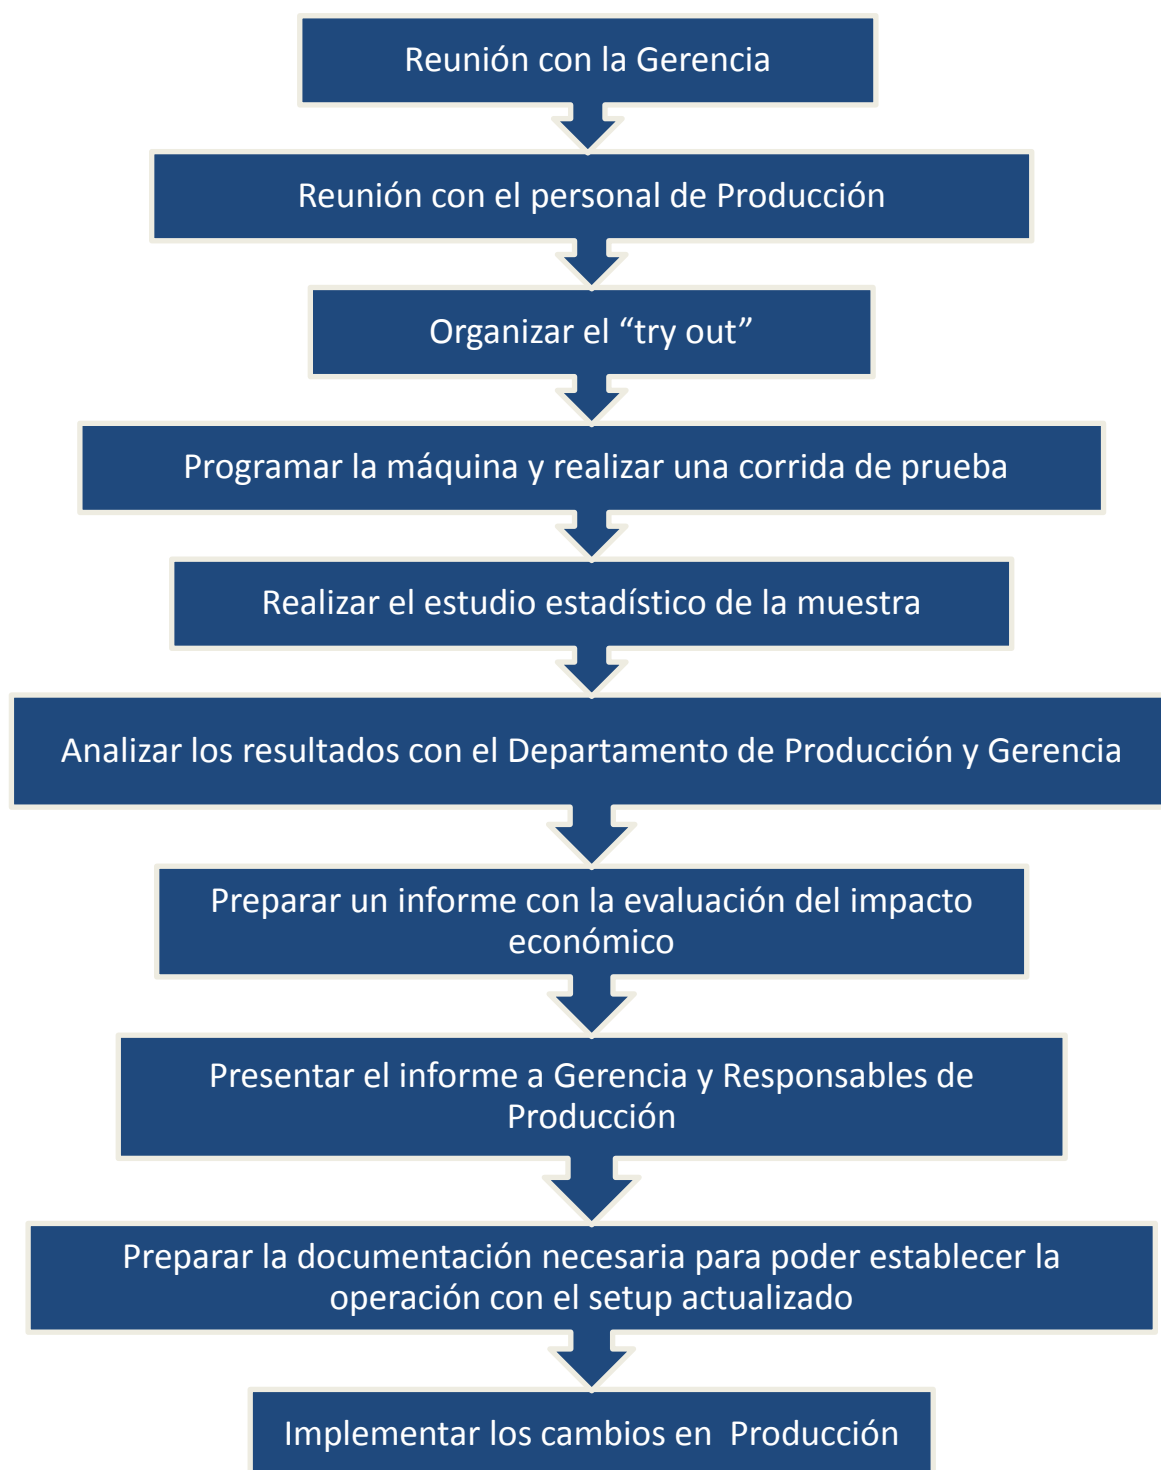 Reunión con la Gerencia
Reunión con el personal de Producción
Organizar el “try out”
Programar la máquina y realizar una corrida de prueba
Realizar el estudio estadístico de la muestra
Analizar los resultados con el Departamento de Producción y Gerencia
Preparar un informe con la evaluación del impacto
económico
Presentar el informe a Gerencia y Responsables de
Producción
Preparar la documentación necesaria para poder establecer la
operación con el setup actualizado
Implementar los cambios en  Producción